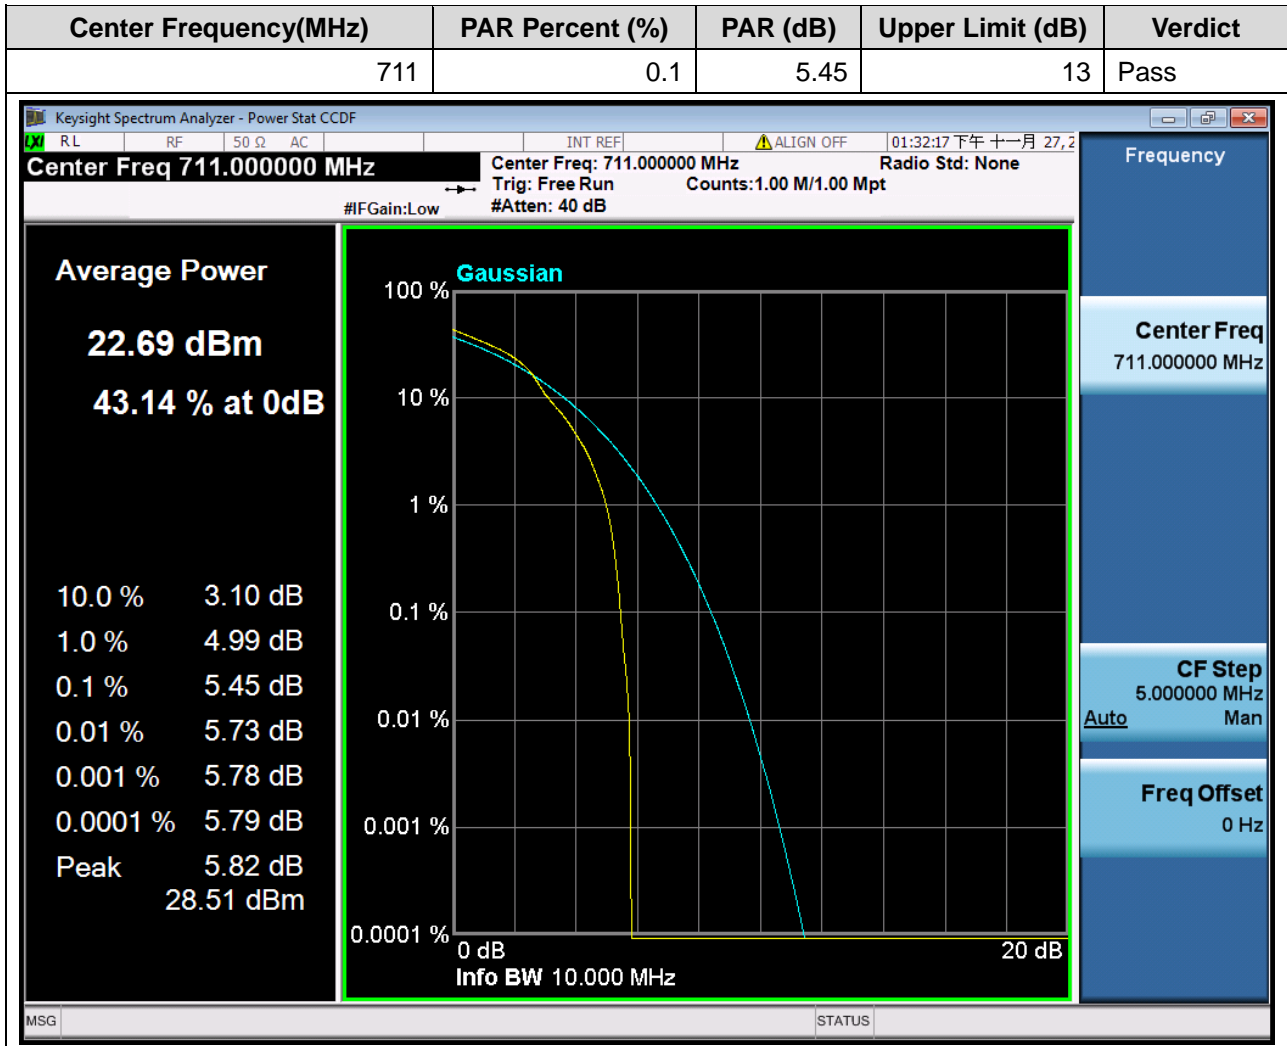 Center Frequency(MHz) PAR Percent (%) PAR (dB) Upper Limit (dB) Verdict
711 0.1 5.45 13 Pass
Keysight Spectrum Analyzer - Power Stat CCDF
LXI RL RF 50 Ω AC INT REF ALIGN OFF 01:32:17 下午 十一月 27, 2
Center Freq 711.000000 MHz
Center Freq: 711.000000 MHz Radio Std: None
Trig: Free Run Counts:1.00 M/1.00 Mpt
#IFGain:Low #Atten: 40 dB
Average Power
22.69 dBm
43.14 % at 0dB
10.0 % 3.10 dB
1.0 % 4.99 dB
0.1 % 5.45 dB
0.01 % 5.73 dB
0.001 % 5.78 dB
0.0001 % 5.79 dB
Peak 5.82 dB
28.51 dBm
Gaussian
100 %
10 %
1 %
0.1 %
0.01 %
0.001 %
0.0001 %
0 dB 20 dB
Info BW 10.000 MHz
Frequency
Center Freq
711.000000 MHz
CF Step
5.000000 MHz
Auto Man
Freq Offset
0 Hz
MSG STATUS